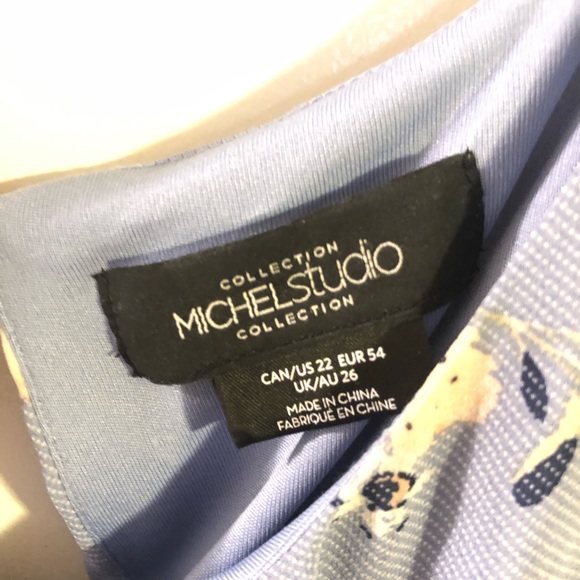 COLLECTION
MICHELstudio
COLLECTION
CAN/US 22 EUR 54
UK/AU 26
MADE IN CHINA
FABRIQUÉ EN CHINE